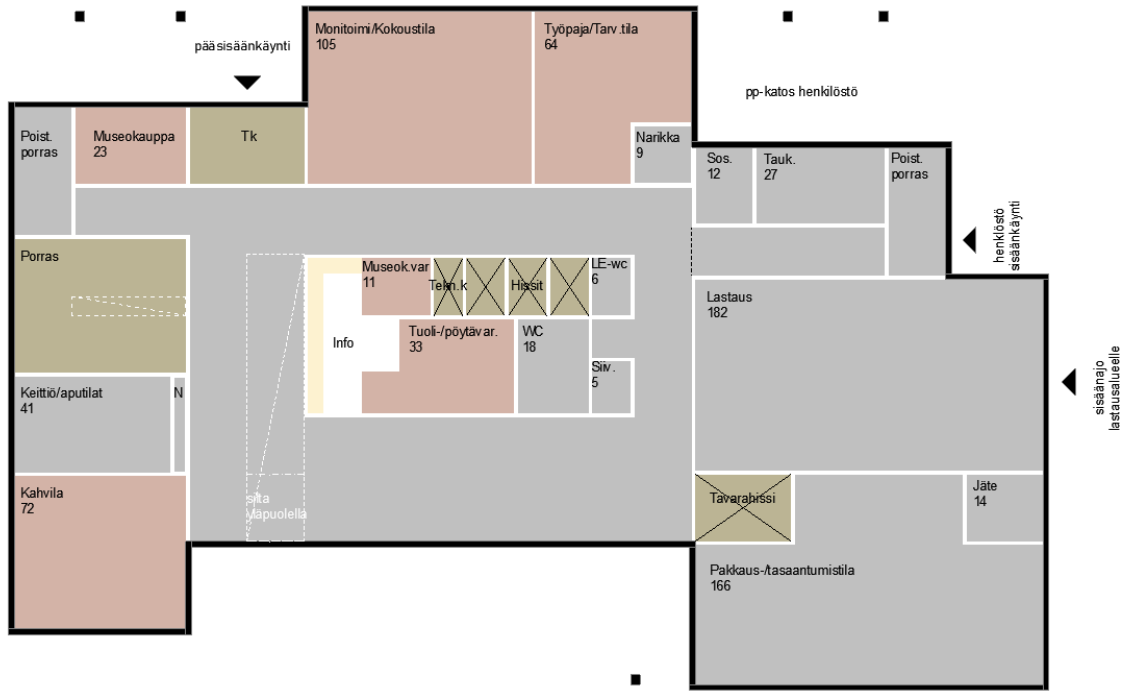 Monitoimi/Kokoustila
105
Työpaja/Tarv.tila
64
pääsisäänkäynti
pp-katos henkilöstö
Poist.
porras
Museokauppa
23
Tk
Narikka
9
Sos.
12
Tauk.
27
Poist.
porras
henkilöstö
sisäänkäynti
Porras
Museok.var
11
Tekn.k
Hissit
LE-wc
6
Lastaus
182
Info
Tuoli-/pöytävar.
33
WC
18
Siiv.
5
sisäänajo
lastausalueelle
Keittiö/aputilat
41
N
Kahvila
72
silta
yläpuolella
Tavarahissi
Jäte
14
Pakkaus-/tasaantumistila
166